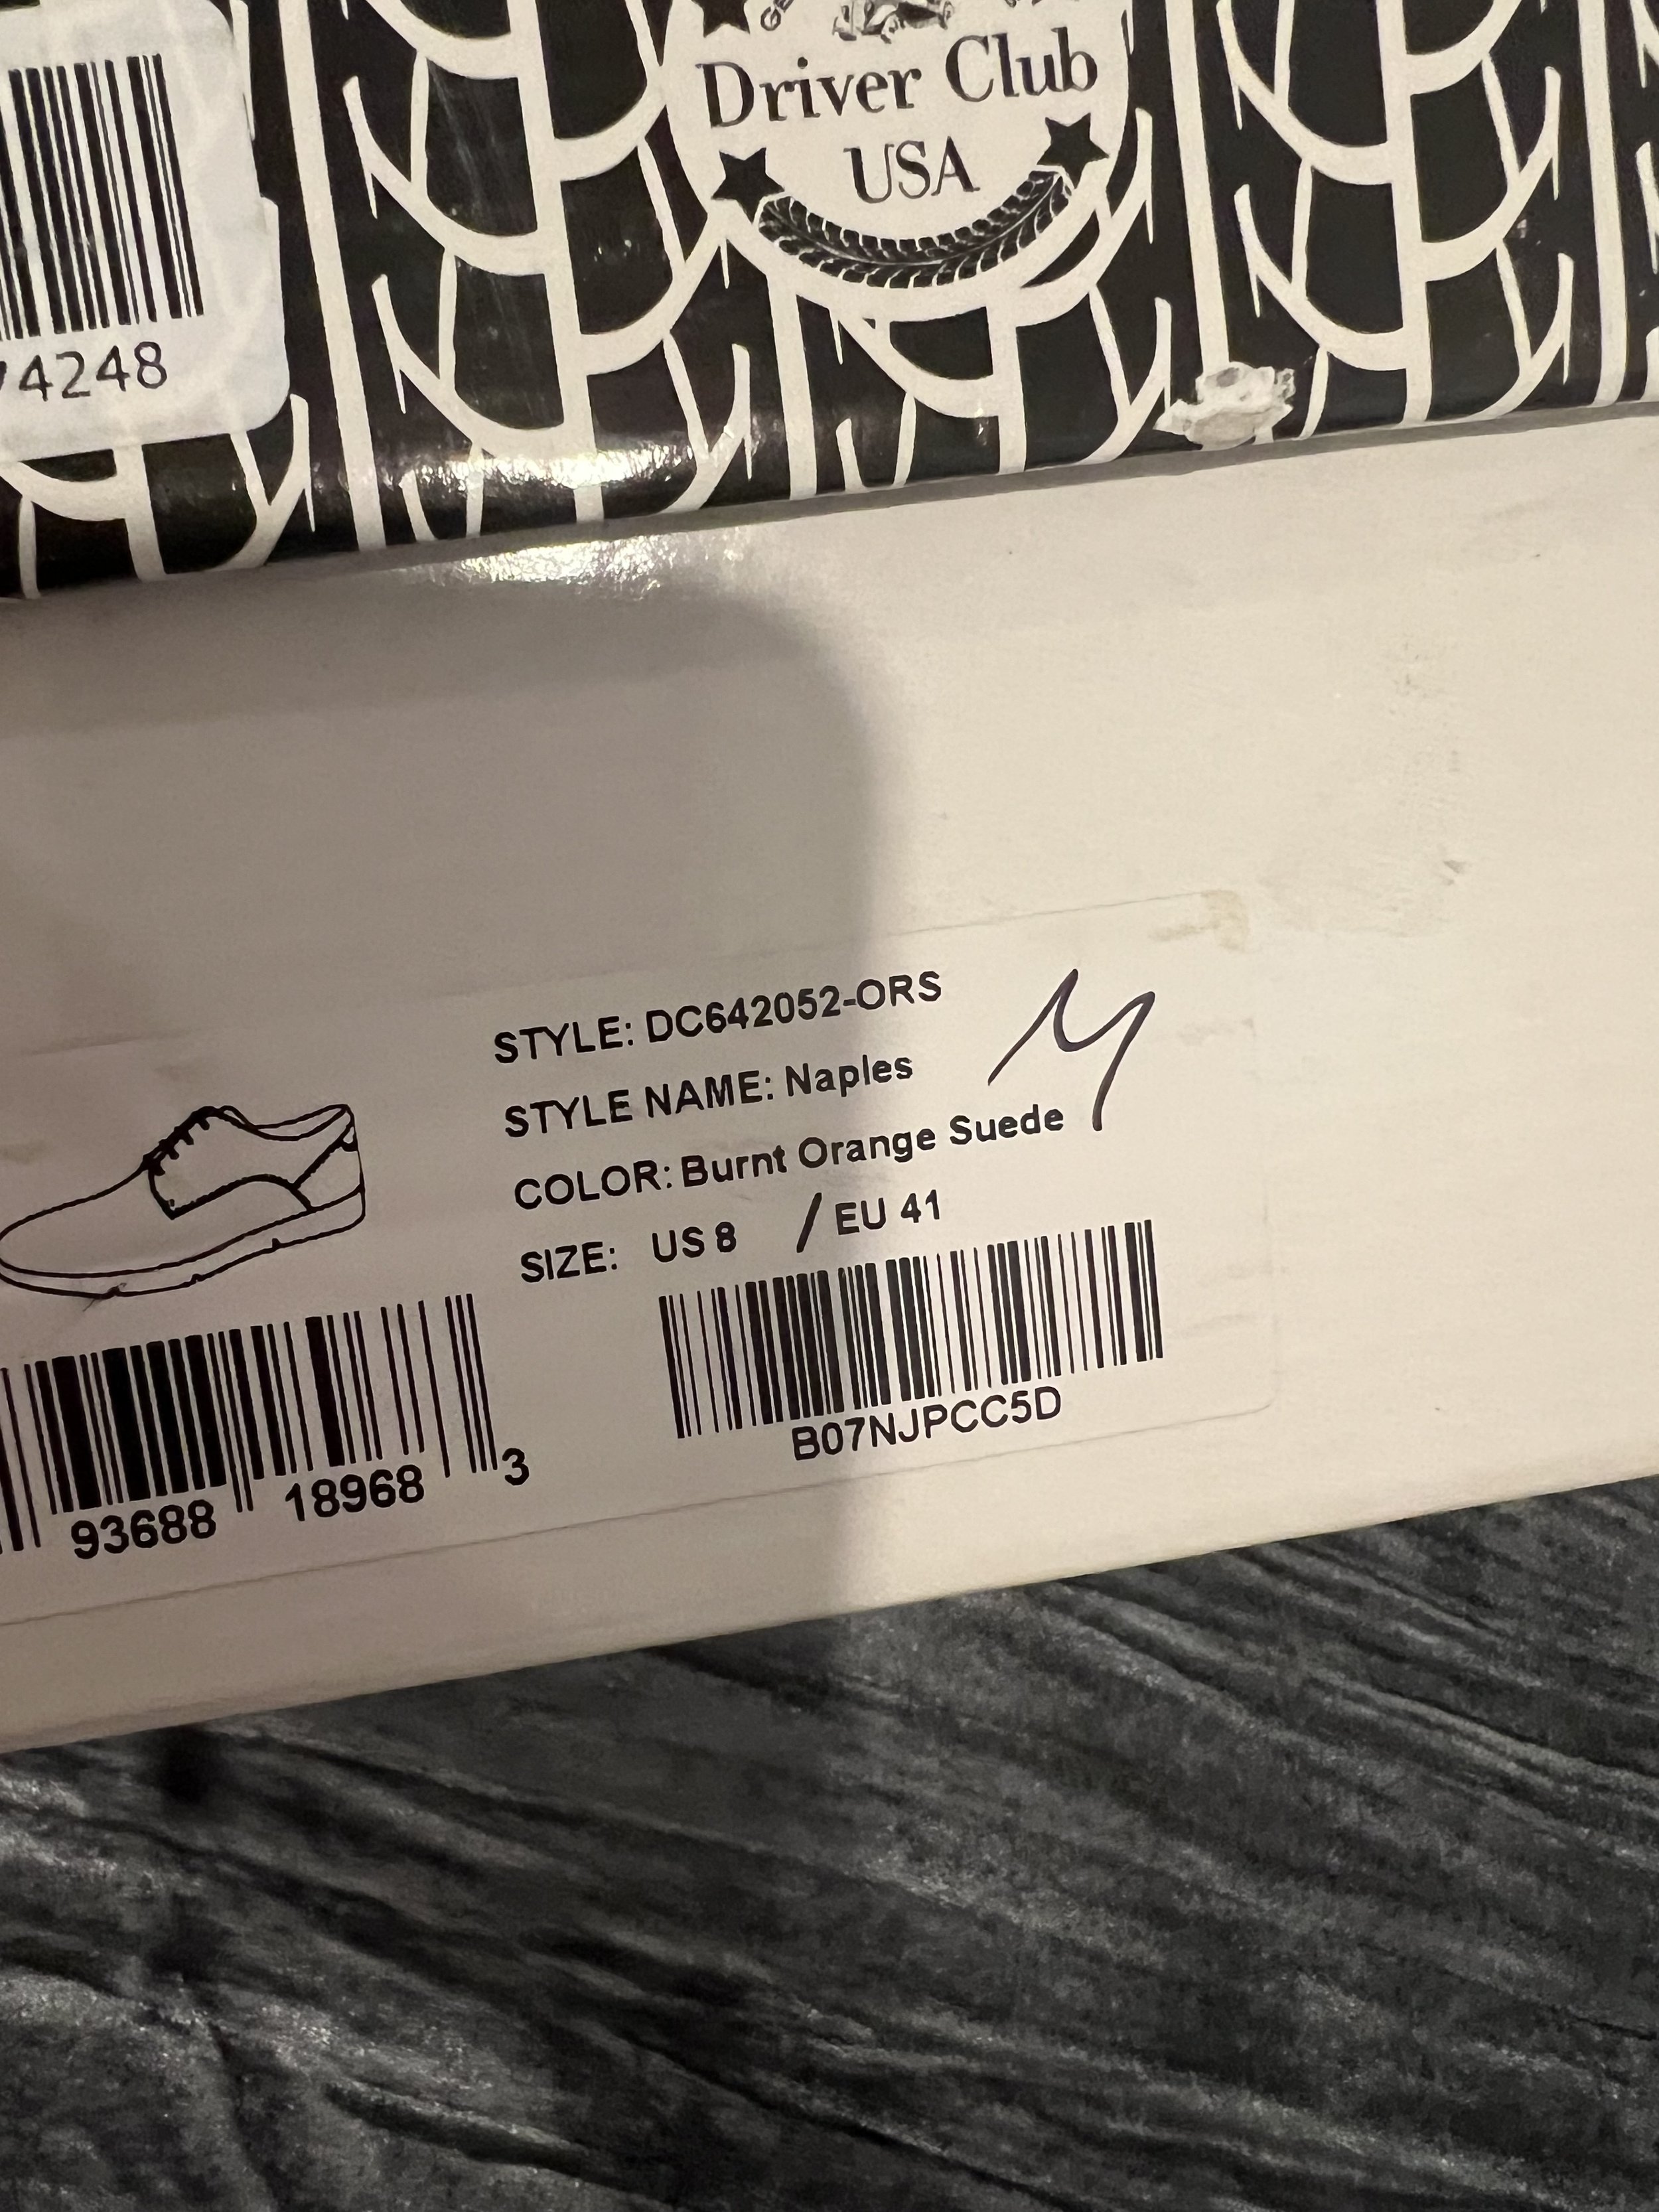 Driver Club
USA
4248
STYLE: DC642052-ORS
STYLE NAME: Naples
COLOR: Burnt Orange Suede
SIZE: US 8 / EU 41
93688 18968 3
B07NJPCC5D